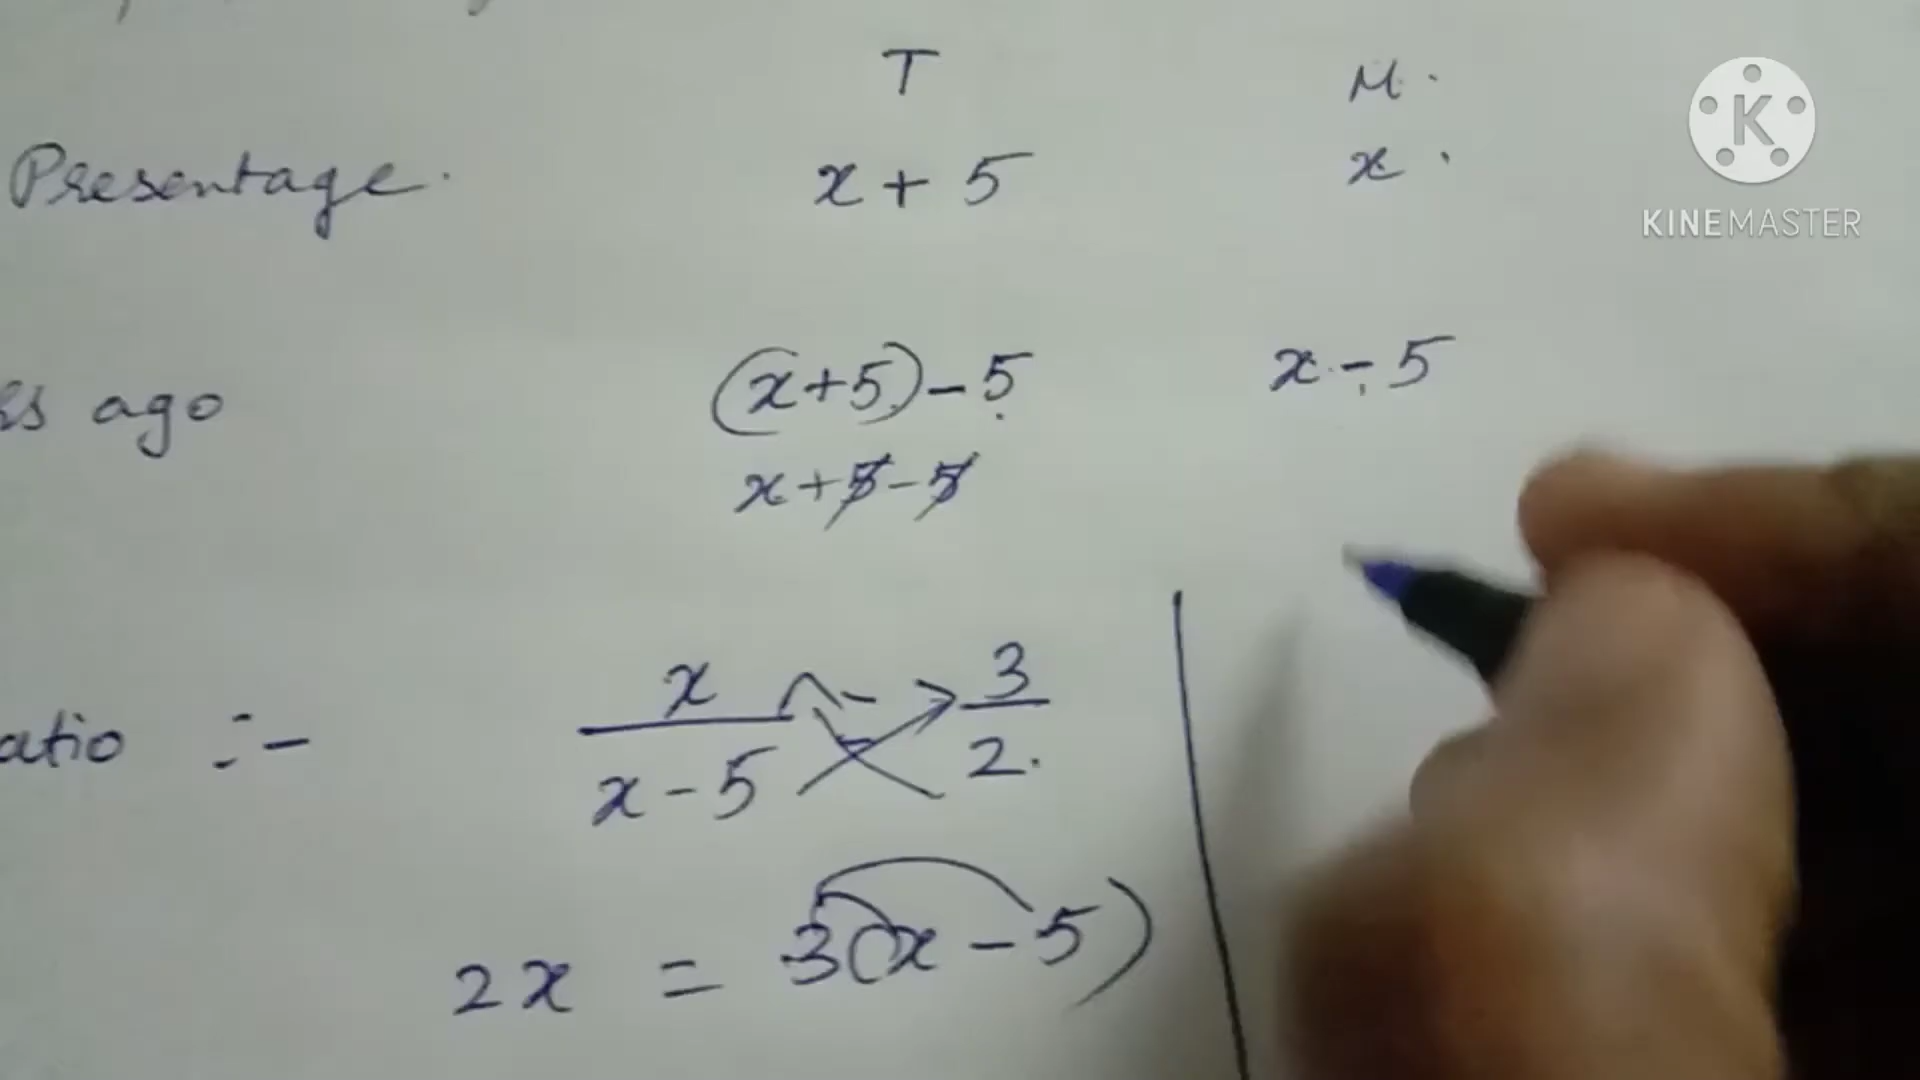 T M.
Presentage. x + 5 x.
ago (x+5)-5 x-5
x+5-5
atio :- x/x-5 = 3/2.
2x = 3(x-5)
K
KINEMASTER